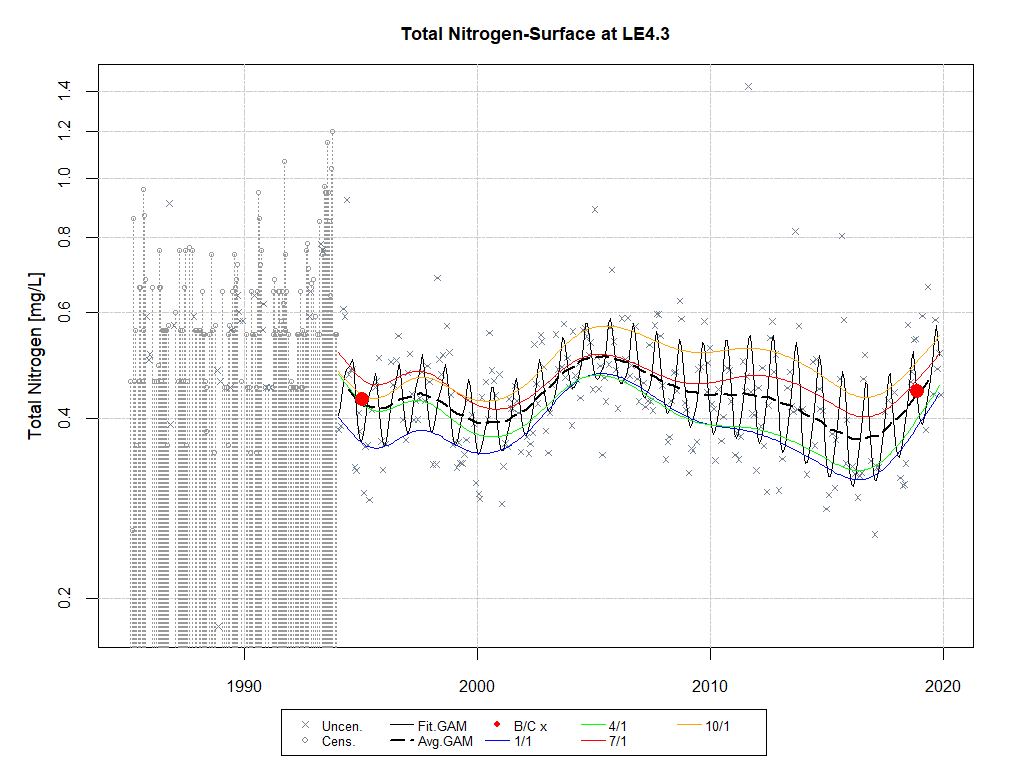 Total Nitrogen-Surface at LE4.3
Total Nitrogen [mg/L]
1.4
1.2
1.0
0.8
0.6
0.4
0.2
1990 2000 2010 2020
Uncen. Fit.GAM B/C x 4/1 10/1
Cens. Avg.GAM 1/1 7/1